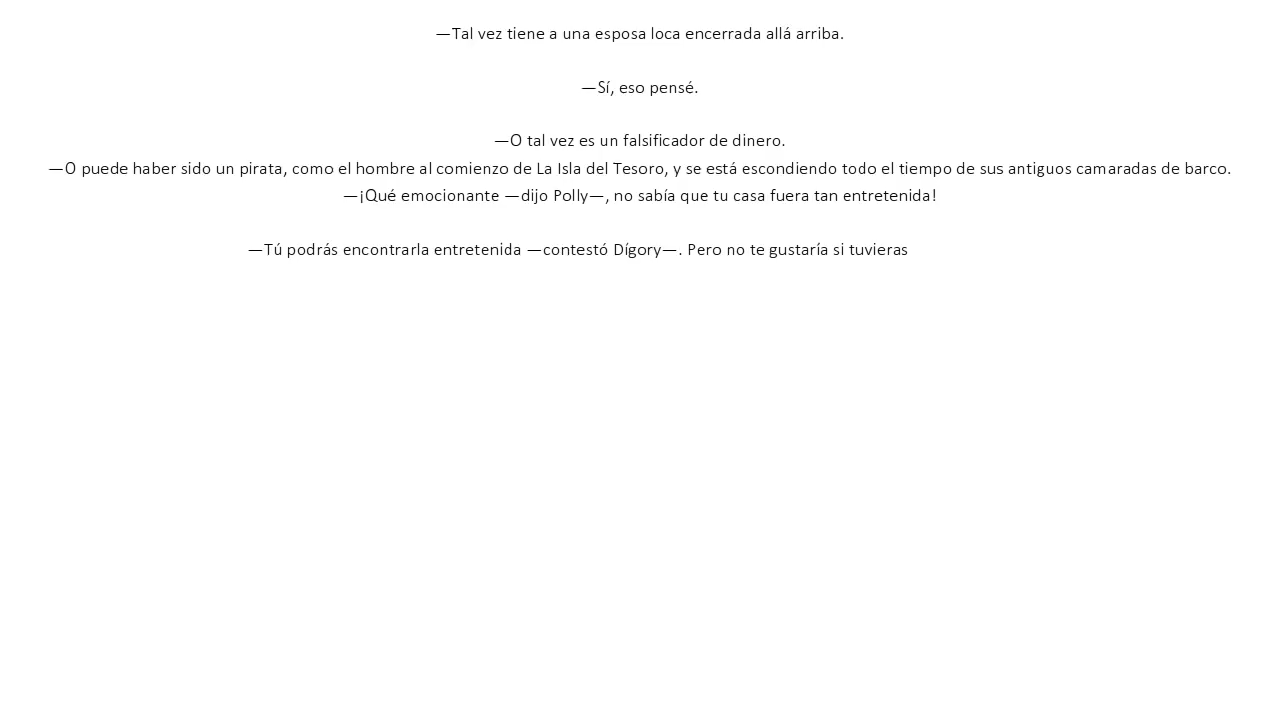 —Tal vez tiene a una esposa loca encerrada allá arriba.
—Sí, eso pensé.
—O tal vez es un falsificador de dinero.
—O puede haber sido un pirata, como el hombre al comienzo de La Isla del Tesoro, y se está escondiendo todo el tiempo de sus antiguos camaradas de barco.
—¡Qué emocionante —dijo Polly—, no sabía que tu casa fuera tan entretenida!
—Tú podrás encontrarla entretenida —contestó Dígory—. Pero no te gustaría si tuvieras